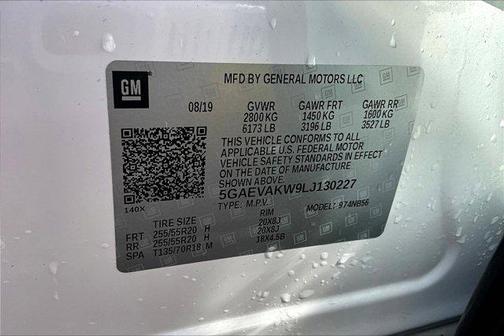 GM
MFD BY GENERAL MOTORS LLC
08/19 GVWR GAWR FRT GAWR RR
2800 KG 1450 KG 1600 KG
6173 LB 3196 LB 3527 LB
THIS VEHICLE CONFORMS TO ALL
APPLICABLE U.S. FEDERAL MOTOR
VEHICLE SAFETY STANDARDS IN EFFECT
ON THE DATE OF MANUFACTURE
SHOWN ABOVE.
5GAEVAKW9LJ130227
140X TYPE: M.P.V. MODEL: 974NB56
TIRE SIZE RIM
FRT 255/55R20 H 20X8J
RR 255/55R20 H 20X8J
SPA T135/70R18 M 18X4.5B